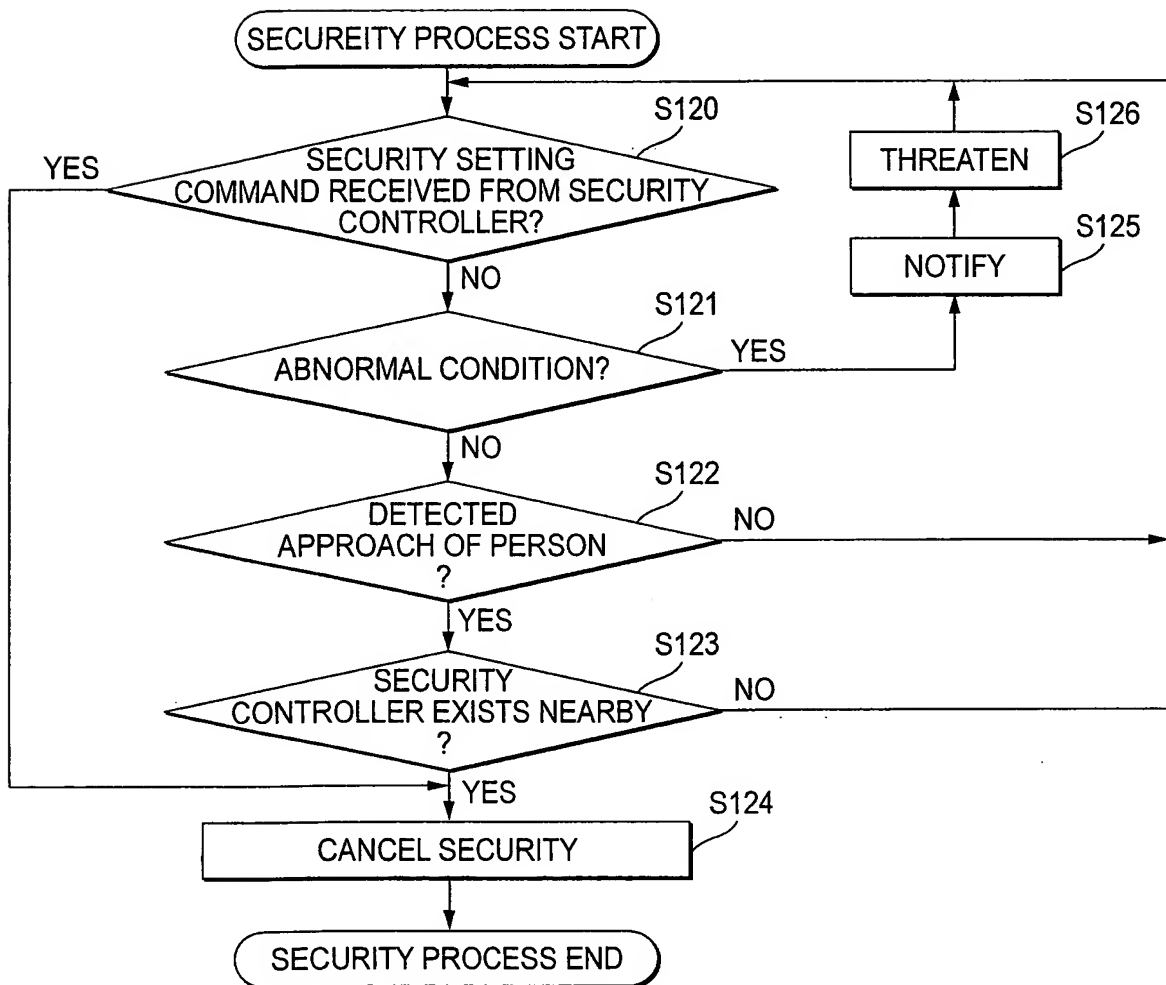 SECUREITY PROCESS START
S120
YES
SECURITY SETTING
COMMAND RECEIVED FROM SECURITY
CONTROLLER?
NO
S126
THREATEN
S125
NOTIFY
S121
ABNORMAL CONDITION?
YES
NO
S122
DETECTED
APPROACH OF PERSON
?
NO
YES
S123
SECURITY
CONTROLLER EXISTS NEARBY
?
NO
YES
S124
CANCEL SECURITY
SECURITY PROCESS END